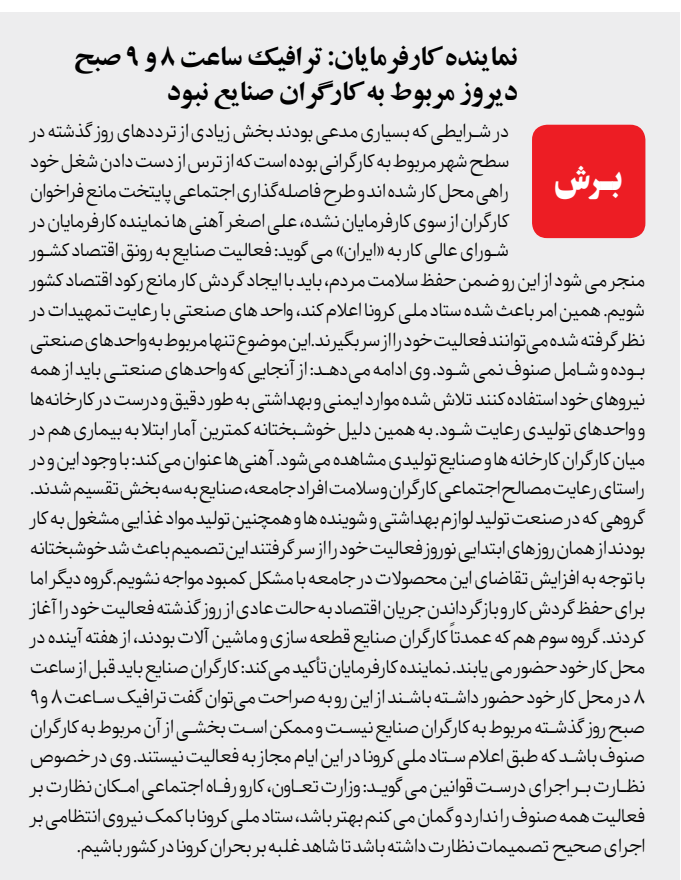 نماینده کارفرمایان: ترافیک ساعت ۸ و ۹ صبح
دیروز مربوط به کارگران صنایع نبود
برش
در شرایطی که بسیاری مدعی بودند بخش زیادی از ترددهای روز گذشته در
سطح شهر مربوط به کارگرانی بوده است که از ترس از دست دادن شغل خود
راهی محل کار شده اند و طرح فاصله‌گذاری اجتماعی پایتخت مانع فراخوان
کارگران از سوی کارفرمایان نشده، علی اصغر آهنی ها نماینده کارفرمایان در
شورای عالی کار به «ایران» می گوید: فعالیت صنایع به رونق اقتصاد کشور
منجر می شود از این رو ضمن حفظ سلامت مردم، باید با ایجاد گردش کار مانع رکود اقتصاد کشور
شویم. همین امر باعث شده ستاد ملی کرونا اعلام کند، واحد های صنعتی با رعایت تمهیدات در
نظر گرفته شده می‌توانند فعالیت خود را از سر بگیرند.این موضوع تنها مربوط به واحدهای صنعتی
بوده و شامل صنوف نمی شود. وی ادامه می‌دهد: از آنجایی که واحدهای صنعتی باید از همه
نیروهای خود استفاده کنند تلاش شده موارد ایمنی و بهداشتی به طور دقیق و درست در کارخانه‌ها
و واحدهای تولیدی رعایت شود. به همین دلیل خوشبختانه کمترین آمار ابتلا به بیماری هم در
میان کارگران کارخانه ها و صنایع تولیدی مشاهده می‌شود. آهنی‌ها عنوان می‌کند: با وجود این و در
راستای رعایت مصالح اجتماعی کارگران وسلامت افراد جامعه، صنایع به سه بخش تقسیم شدند.
گروهی که در صنعت تولید لوازم بهداشتی و شوینده ها و همچنین تولید مواد غذایی مشغول به کار
بودند از همان روزهای ابتدایی نوروز فعالیت خود را از سر گرفتند این تصمیم باعث شد خوشبختانه
با توجه به افزایش تقاضای این محصولات در جامعه با مشکل کمبود مواجه نشویم.گروه دیگر اما
برای حفظ گردش کار و بازگرداندن جریان اقتصاد به حالت عادی از روز گذشته فعالیت خود را آغاز
کردند. گروه سوم هم که عمدتاً کارگران صنایع قطعه سازی و ماشین آلات بودند، از هفته آینده در
محل کار خود حضور می یابند. نماینده کارفرمایان تأکید می‌کند: کارگران صنایع باید قبل از ساعت
۸ در محل کار خود حضور داشته باشند از این رو به صراحت می‌توان گفت ترافیک ساعت ۸ و ۹
صبح روز گذشته مربوط به کارگران صنایع نیست و ممکن است بخشی از آن مربوط به کارگران
صنوف باشد که طبق اعلام ستاد ملی کرونا در این ایام مجاز به فعالیت نیستند. وی در خصوص
نظارت بر اجرای درست قوانین می گوید: وزارت تعاون، کار و رفاه اجتماعی امکان نظارت بر
فعالیت همه صنوف را ندارد و گمان می کنم بهتر باشد، ستاد ملی کرونا با کمک نیروی انتظامی بر
اجرای صحیح تصمیمات نظارت داشته باشد تا شاهد غلبه بر بحران کرونا در کشور باشیم.